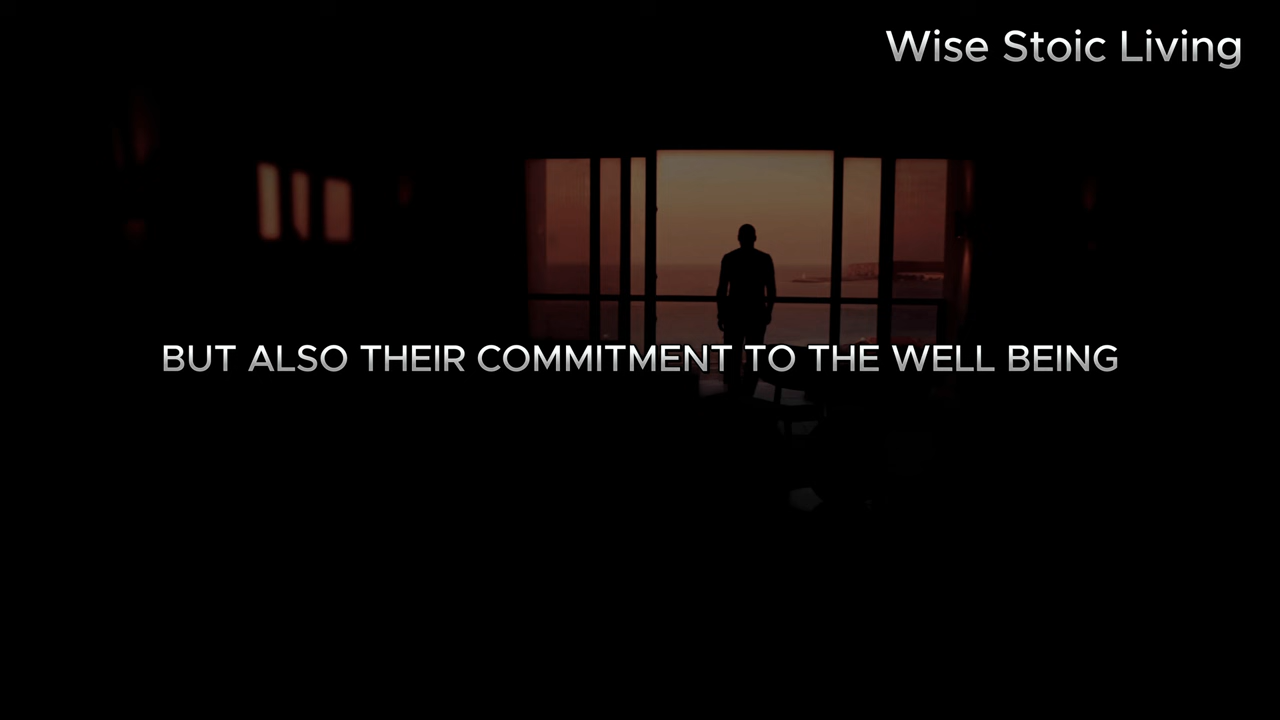 Wise Stoic Living
BUT ALSO THEIR COMMITMENT TO THE WELL BEING